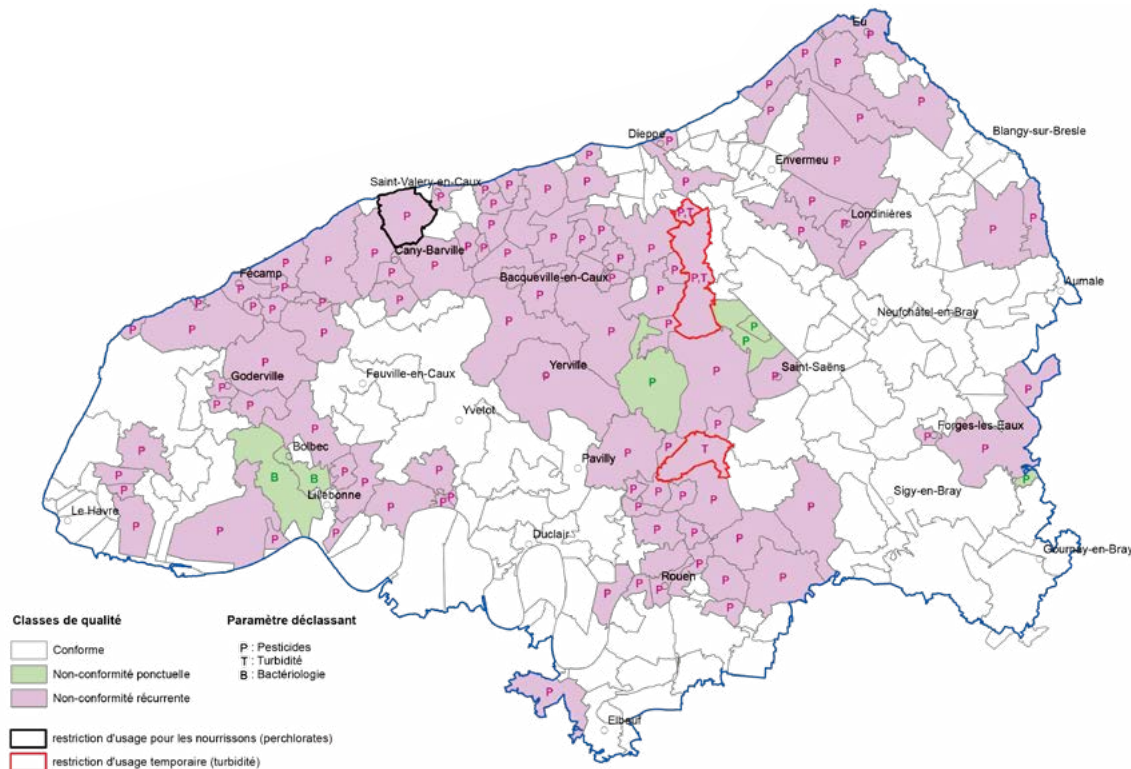 Eu
P
P
P
P
P
P
P
Blangy-sur-Bresle
Dieppe
P
P
Envermeu
P
P
Saint-Valery-en-Caux
P
P
P
P
P
P
P,T
P
Londinières
P
P
P
P
P
P
P
Cany-Barville
P
P
P
P
P
P
P
Fécamp
Bacqueville-en-Caux
P
P
P,T
Aumale
P
P
P
P
P
P
Neufchâtel-en-Bray
P
P
P
P
P
P
P
Goderville
Fauville-en-Caux
Yerville
P
P
Saint-Saëns
P
P
P
P
Yvetot
P
Forges-les-Eaux
P
P
P
Bolbec
Pavilly
P
P
T
P
P
B
B
P
P
P
P
Lillebonne
Sigy-en-Bray
Le Havre
P
P
P
P
P
P
Duclair
P
P
P
Gournay-en-Bray
Rouen
P
P
P
P
P
P
Elbeuf
Classes de qualité
Conforme
Non-conformité ponctuelle
Non-conformité récurrente
restriction d'usage pour les nourrissons (perchlorates)
restriction d'usage temporaire (turbidité)
Paramètre déclassant
P : Pesticides
T : Turbidité
B : Bactériologie